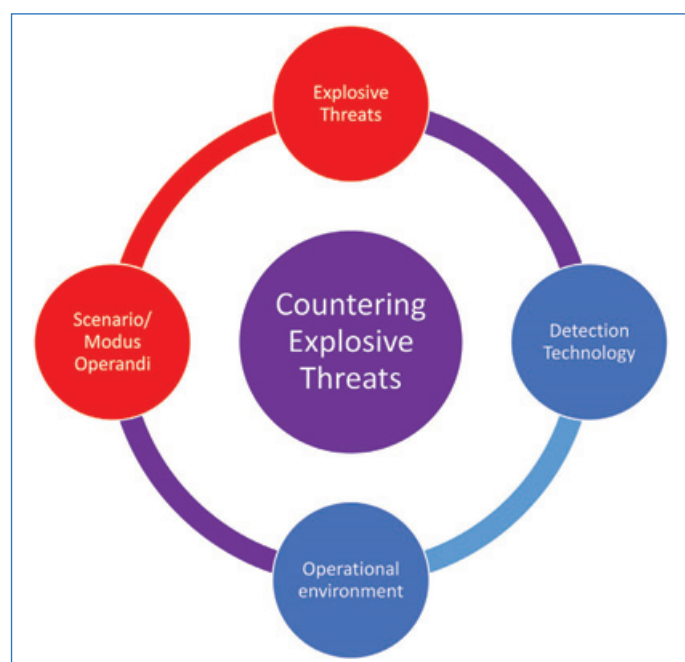 Explosive
Threats
Scenario/
Modus
Operandi
Countering
Explosive
Threats
Detection
Technology
Operational
environment